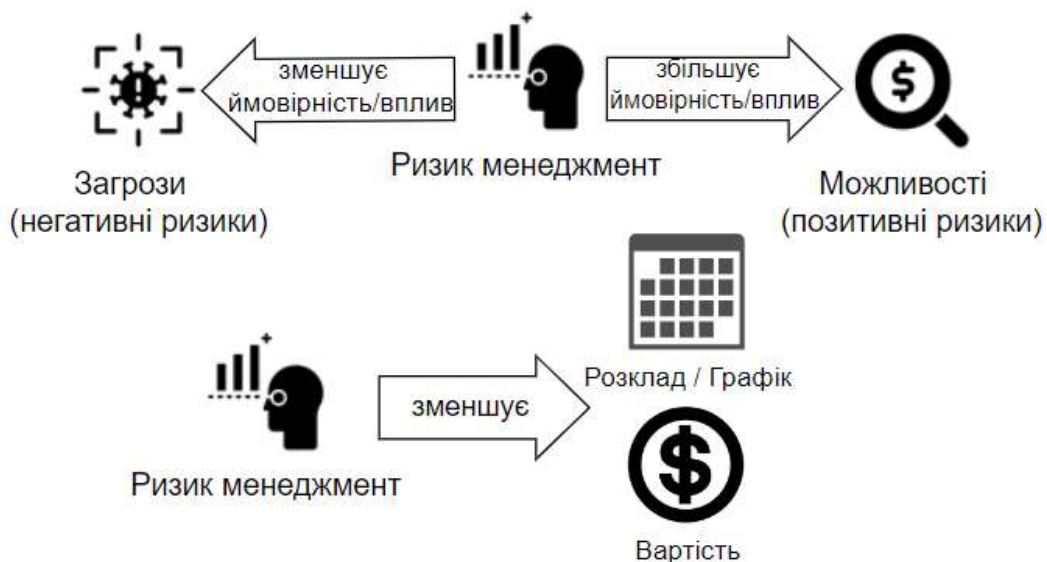 зменшує
ймовірність/вплив
збільшує
ймовірність/вплив
Ризик менеджмент
Загрози
(негативні ризики)
Можливості
(позитивні ризики)
Розклад / Графік
зменшує
Ризик менеджмент
Вартість